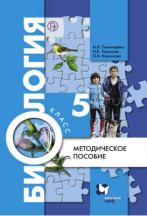 И.Н. Пономарёва
И.В. Николаев
О.А. Корнилова
БИОЛОГИЯ
5
КЛАСС
МЕТОДИЧЕСКОЕ
ПОСОБИЕ